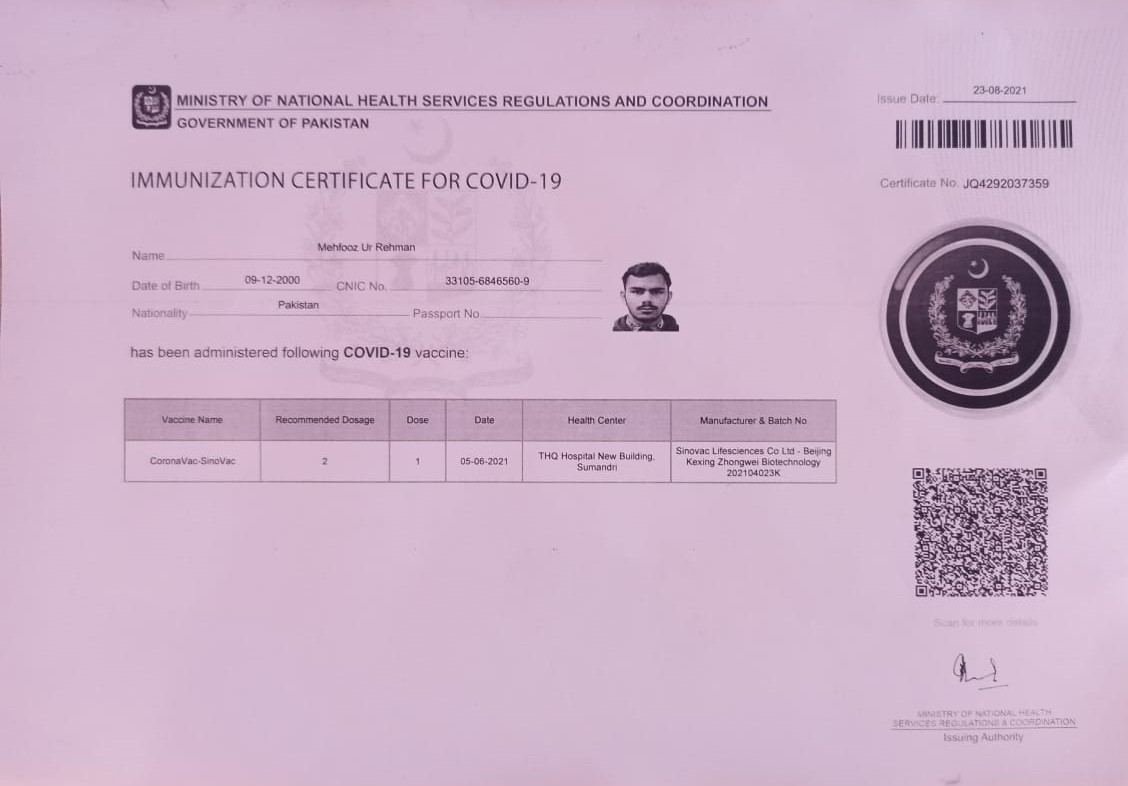 MINISTRY OF NATIONAL HEALTH SERVICES REGULATIONS AND COORDINATION
GOVERNMENT OF PAKISTAN
Issue Date: 23-08-2021
IMMUNIZATION CERTIFICATE FOR COVID-19
Certificate No. JQ4292037359
Name Mehfooz Ur Rehman
Date of Birth 09-12-2000 CNIC No. 33105-6846560-9
Nationality Pakistan Passport No.
has been administered following COVID-19 vaccine:
Vaccine Name Recommended Dosage Dose Date Health Center Manufacturer & Batch No
CoronaVac-SinoVac 2 1 05-06-2021 THQ Hospital New Building, Sumandri Sinovac Lifesciences Co Ltd - Beijing Kexing Zhongwei Biotechnology 202104023K
Scan for more details
MINISTRY OF NATIONAL HEALTH
SERVICES REGULATIONS & COORDINATION
Issuing Authority